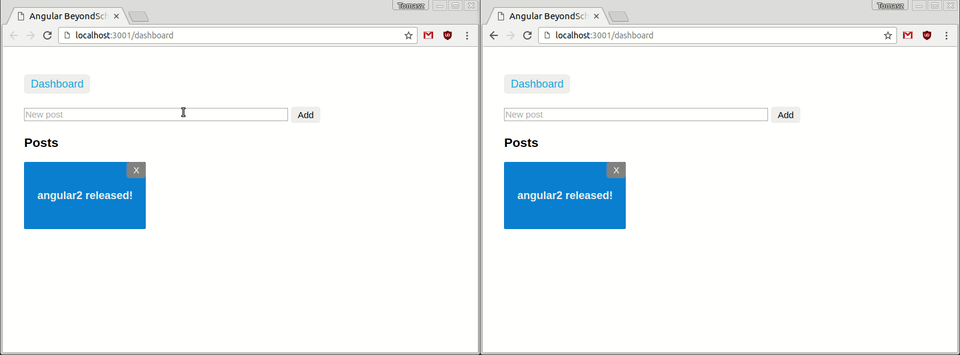 Tomasz
Angular BeyondSc
localhost:3001/dashboard
Dashboard
New post
Add
Posts
X
angular2 released!
Tomasz
Angular BeyondSc
localhost:3001/dashboard
Dashboard
New post
Add
Posts
X
angular2 released!